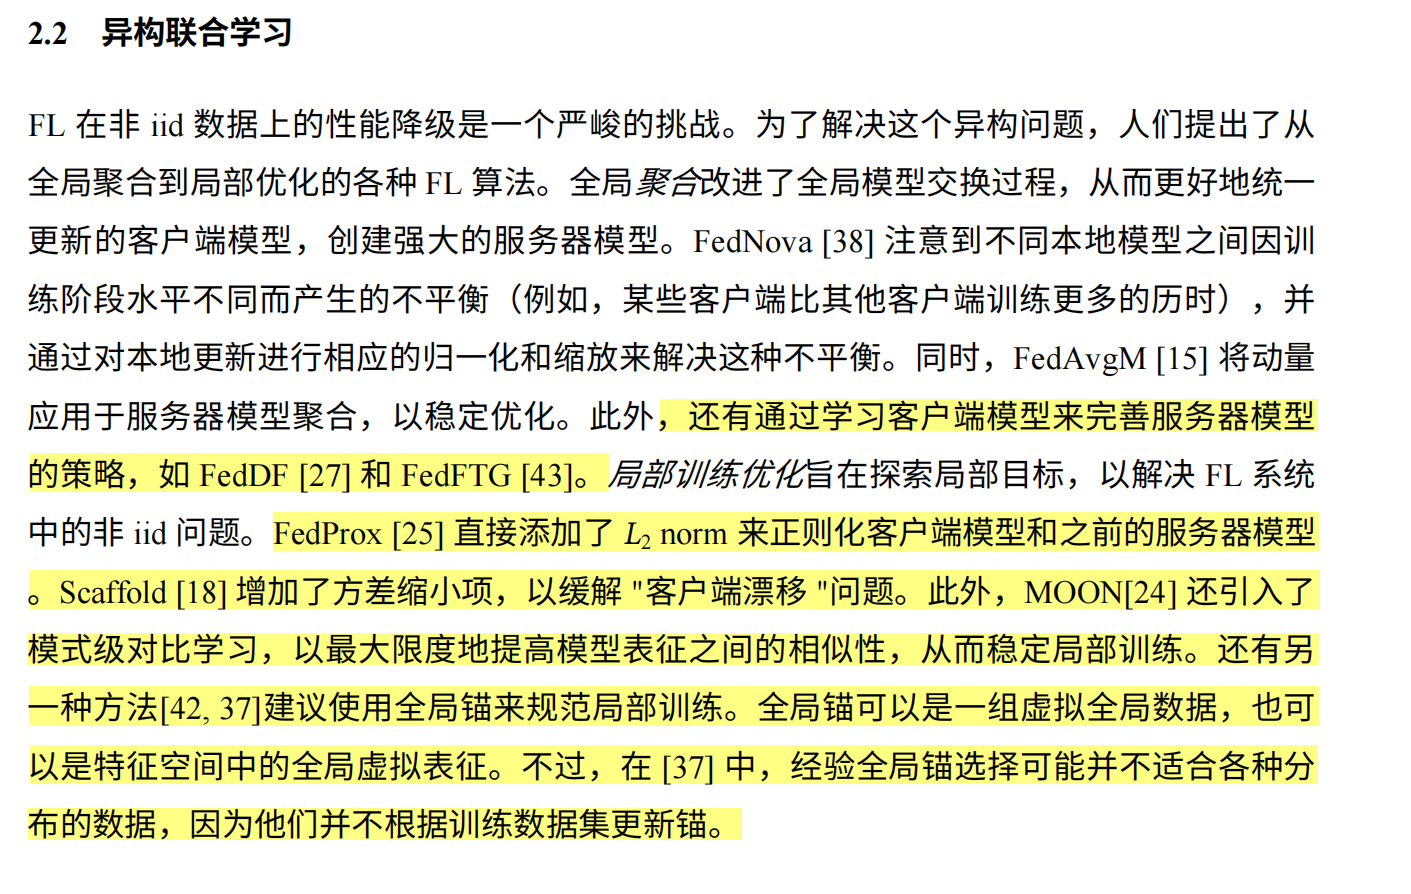 2.2 异构联合学习
FL 在非 iid 数据上的性能降级是一个严峻的挑战。为了解决这个异构问题，人们提出了从
全局聚合到局部优化的各种 FL 算法。全局聚合改进了全局模型交换过程，从而更好地统一
更新的客户端模型，创建强大的服务器模型。FedNova [38] 注意到不同本地模型之间因训
练阶段水平不同而产生的不平衡（例如，某些客户端比其他客户端训练更多的历时），并
通过对本地更新进行相应的归一化和缩放来解决这种不平衡。同时，FedAvgM [15] 将动量
应用于服务器模型聚合，以稳定优化。此外，还有通过学习客户端模型来完善服务器模型
的策略，如 FedDF [27] 和 FedFTG [43]。局部训练优化旨在探索局部目标，以解决 FL 系统
中的非 iid 问题。FedProx [25] 直接添加了 L2 norm 来正则化客户端模型和之前的服务器模型
。Scaffold [18] 增加了方差缩小项，以缓解 "客户端漂移 "问题。此外，MOON[24] 还引入了
模式级对比学习，以最大限度地提高模型表征之间的相似性，从而稳定局部训练。还有另
一种方法[42, 37]建议使用全局锚来规范局部训练。全局锚可以是一组虚拟全局数据，也可
以是特征空间中的全局虚拟表征。不过，在 [37] 中，经验全局锚选择可能并不适合各种分
布的数据，因为他们并不根据训练数据集更新锚。